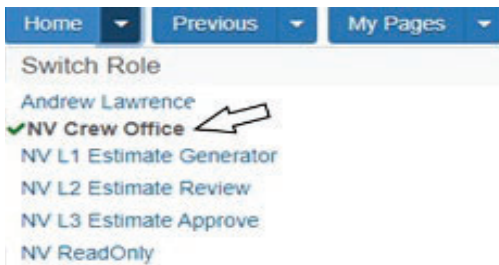 Home Previous My Pages
Switch Role
Andrew Lawrence
NV Crew Office
NV L1 Estimate Generator
NV L2 Estimate Review
NV L3 Estimate Approve
NV ReadOnly